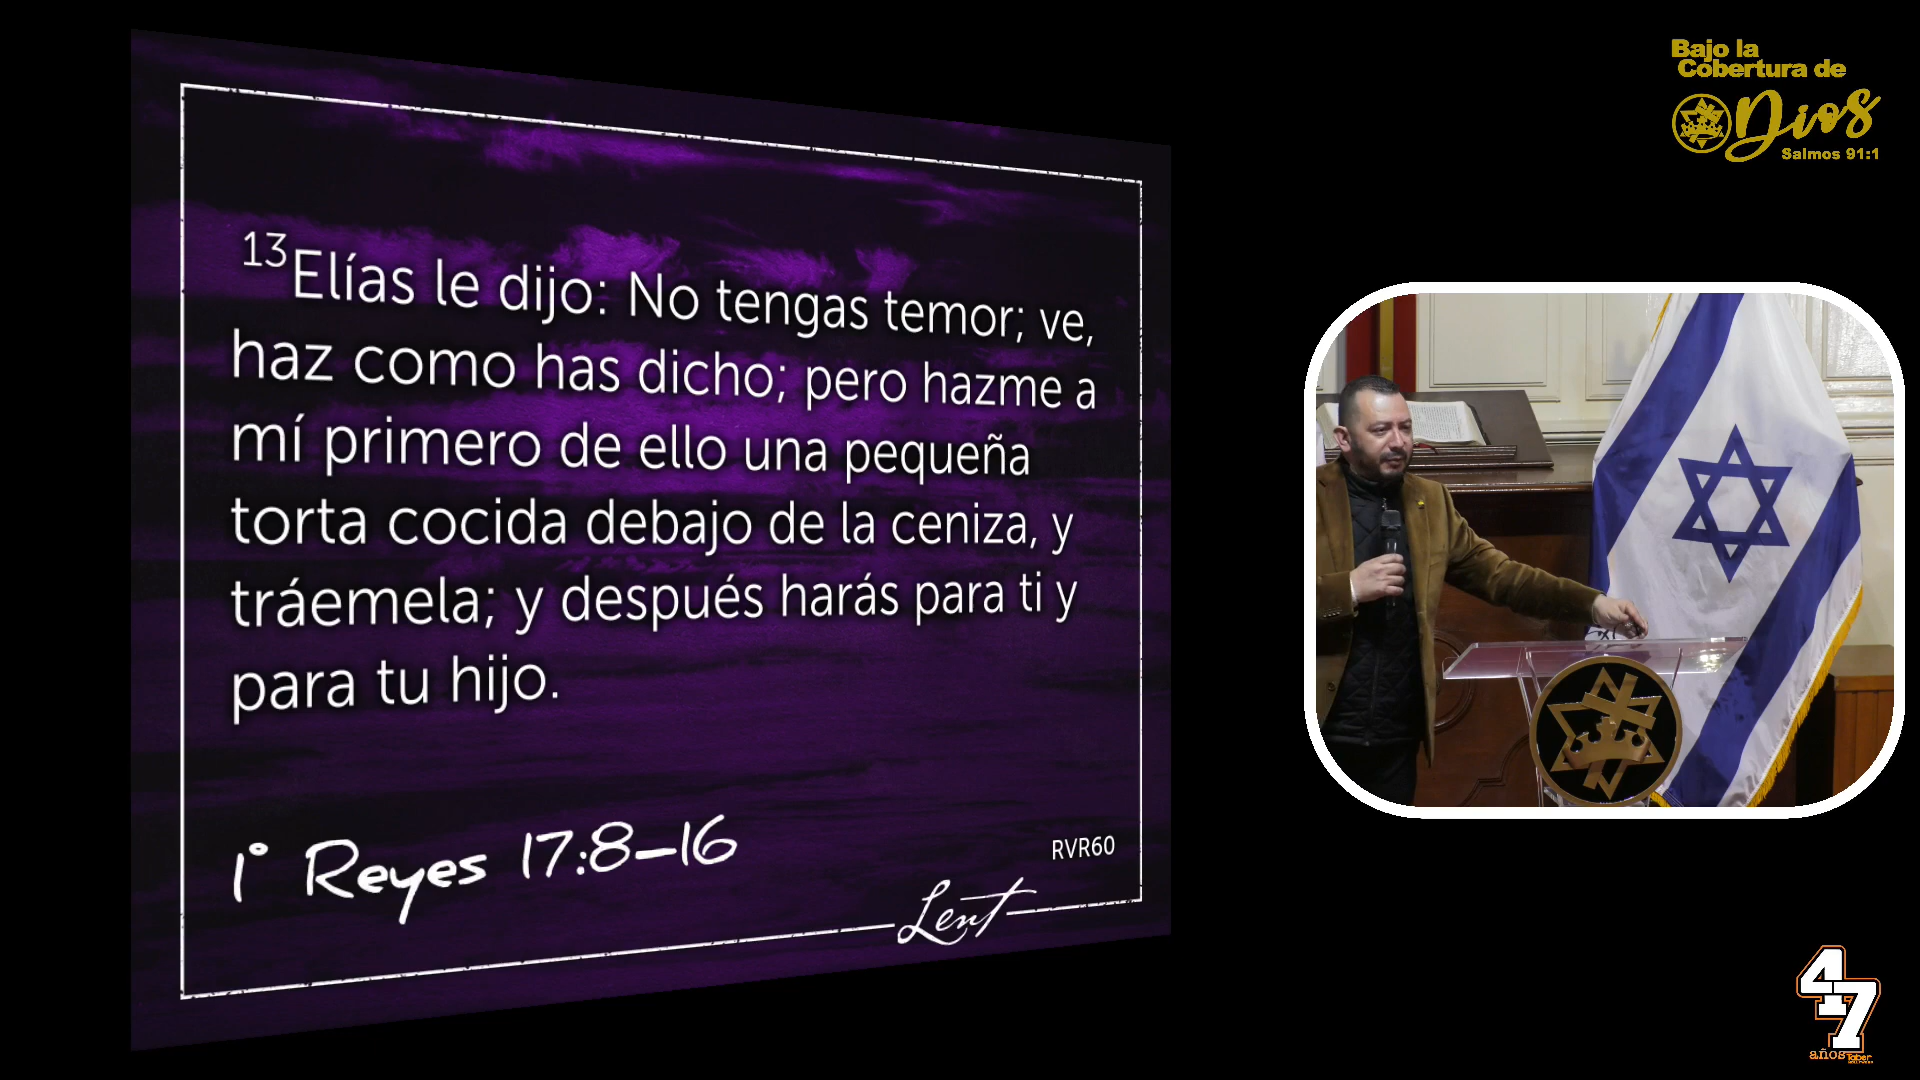 Bajo la
Cobertura de
Dios
Salmos 91:1
13Elías le dijo: No tengas temor; ve,
haz como has dicho; pero hazme a
mí primero de ello una pequeña
torta cocida debajo de la ceniza, y
tráemela; y después harás para ti y
para tu hijo.
1° Reyes 17:8-16
RVR60
Lent
47
años